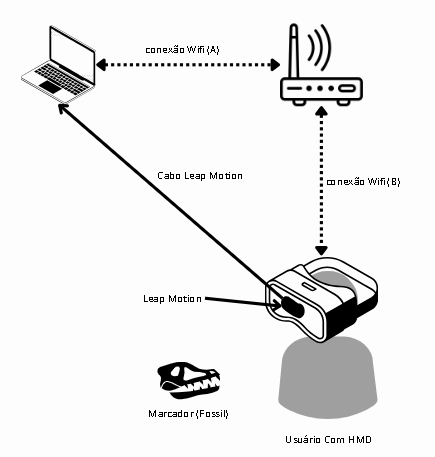 conexão Wifi(A)
Cabo Leap Motion
conexão Wifi(B)
Leap Motion
Marcador(Fossil)
Usuário Com HMD